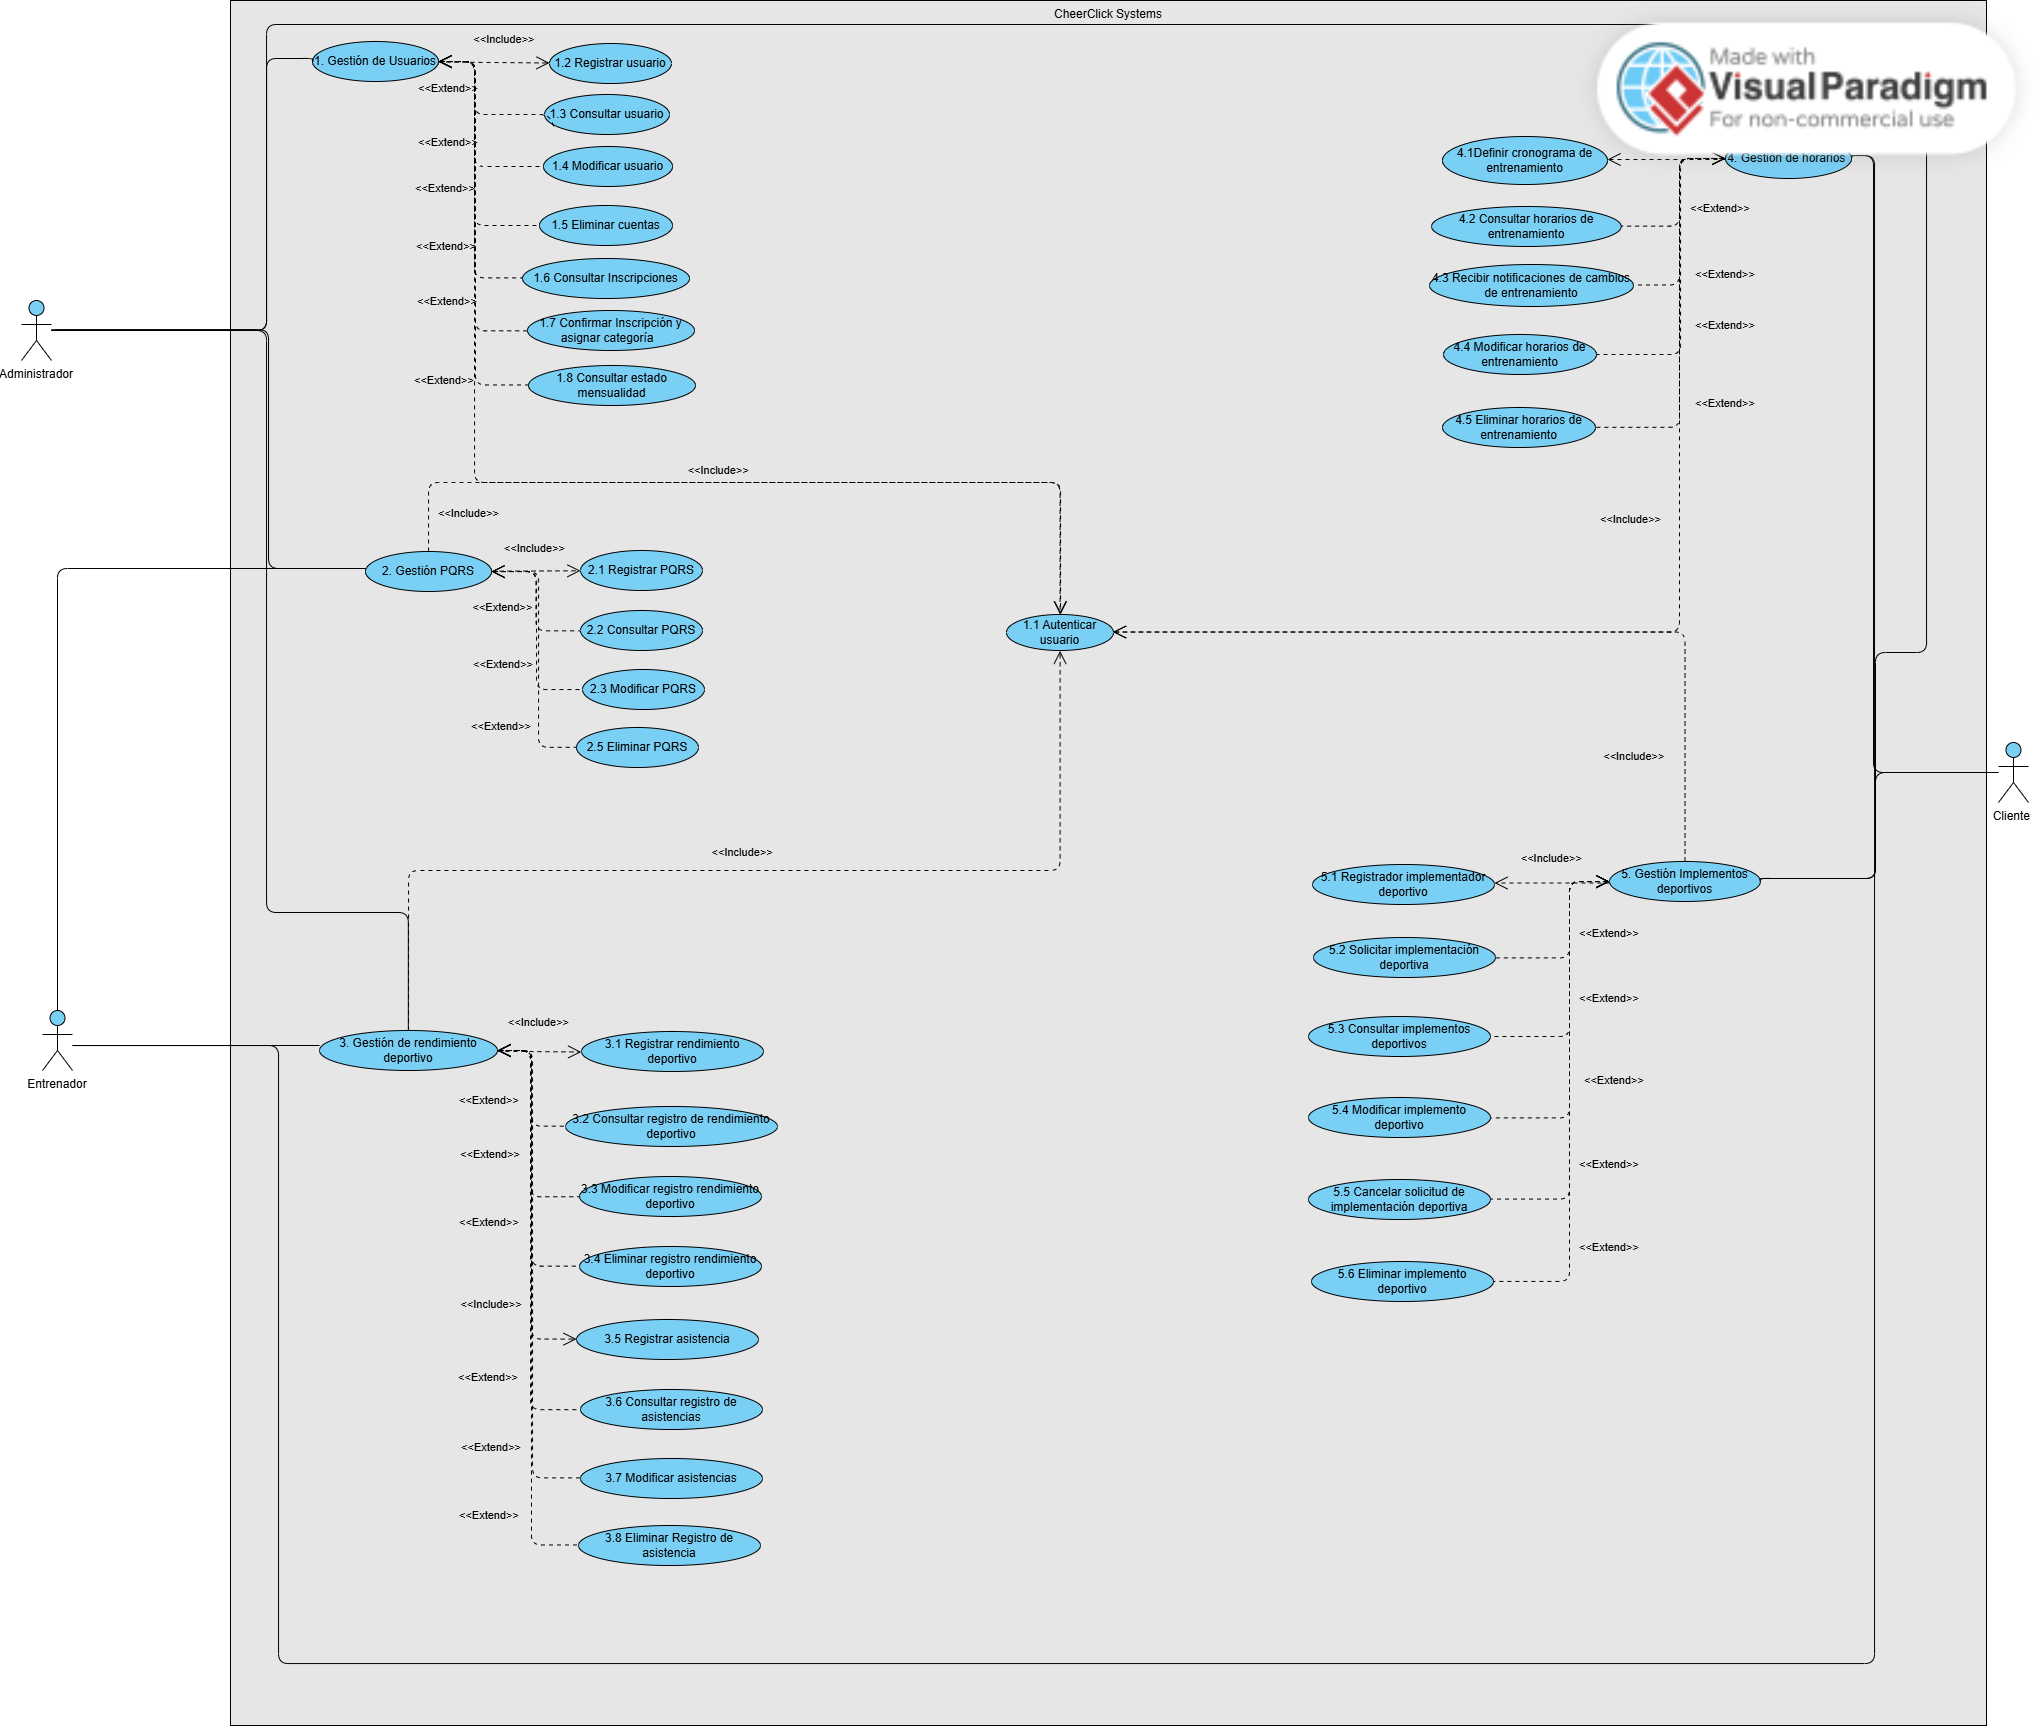 CheerClick Systems
Made with
Visual Paradigm
For non-commercial use
1. Gestión de Usuarios
<<Include>>
1.2 Registrar usuario
<<Extend>>
1.3 Consultar usuario
<<Extend>>
1.4 Modificar usuario
<<Extend>>
1.5 Eliminar cuentas
<<Extend>>
1.6 Consultar Inscripciones
<<Extend>>
1.7 Confirmar Inscripción y
asignar categoría
<<Extend>>
1.8 Consultar estado
mensualidad
Administrador
4.1Definir cronograma de
entrenamiento
4. Gestión de horarios
<<Extend>>
4.2 Consultar horarios de
entrenamiento
<<Extend>>
4.3 Recibir notificaciones de cambios
de entrenamiento
<<Extend>>
4.4 Modificar horarios de
entrenamiento
<<Extend>>
4.5 Eliminar horarios de
entrenamiento
<<Include>>
<<Include>>
<<Include>>
2. Gestión PQRS
<<Include>>
2.1 Registrar PQRS
<<Extend>>
2.2 Consultar PQRS
<<Extend>>
2.3 Modificar PQRS
<<Extend>>
2.5 Eliminar PQRS
1.1 Autenticar
usuario
<<Include>>
Cliente
<<Include>>
<<Include>>
5.1 Registrador implementador
deportivo
5. Gestión Implementos
deportivos
<<Extend>>
5.2 Solicitar implementación
deportiva
<<Extend>>
5.3 Consultar implementos
deportivos
<<Extend>>
5.4 Modificar implemento
deportivo
<<Extend>>
5.5 Cancelar solicitud de
implementación deportiva
<<Extend>>
5.6 Eliminar implemento
deportivo
Entrenador
3. Gestión de rendimiento
deportivo
<<Include>>
3.1 Registrar rendimiento
deportivo
<<Extend>>
3.2 Consultar registro de rendimiento
deportivo
<<Extend>>
3.3 Modificar registro rendimiento
deportivo
<<Extend>>
3.4 Eliminar registro rendimiento
deportivo
<<Include>>
3.5 Registrar asistencia
<<Extend>>
3.6 Consultar registro de
asistencias
<<Extend>>
3.7 Modificar asistencias
<<Extend>>
3.8 Eliminar Registro de
asistencia